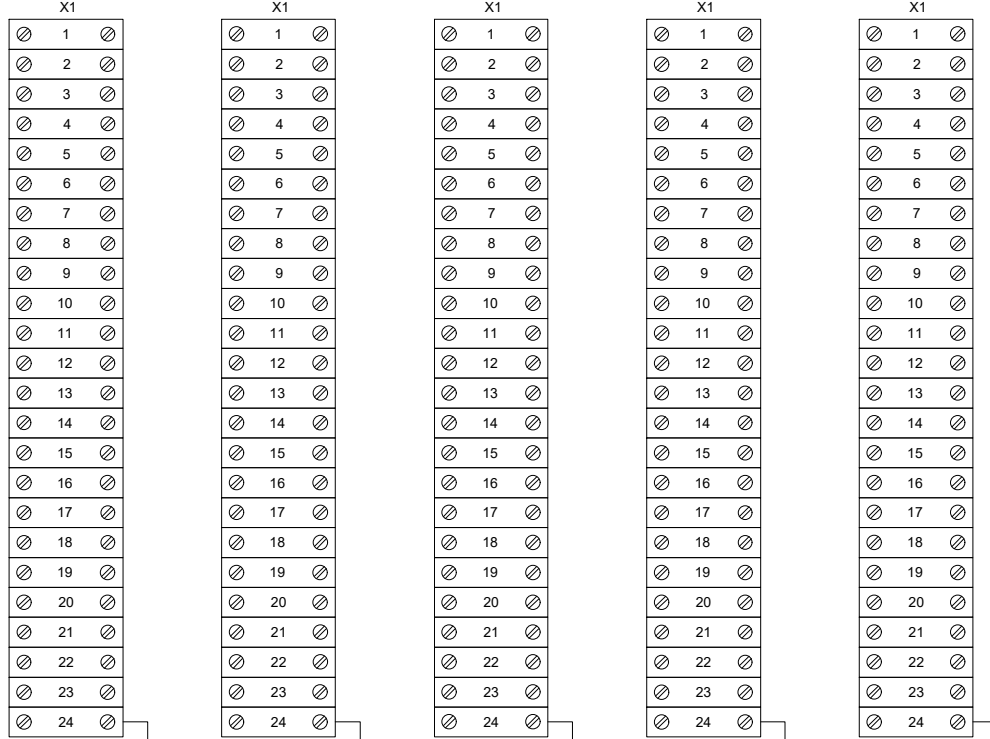 X1 X1 X1 X1 X1
1 1 1 1 1
2 2 2 2 2
3 3 3 3 3
4 4 4 4 4
5 5 5 5 5
6 6 6 6 6
7 7 7 7 7
8 8 8 8 8
9 9 9 9 9
10 10 10 10 10
11 11 11 11 11
12 12 12 12 12
13 13 13 13 13
14 14 14 14 14
15 15 15 15 15
16 16 16 16 16
17 17 17 17 17
18 18 18 18 18
19 19 19 19 19
20 20 20 20 20
21 21 21 21 21
22 22 22 22 22
23 23 23 23 23
24 24 24 24 24